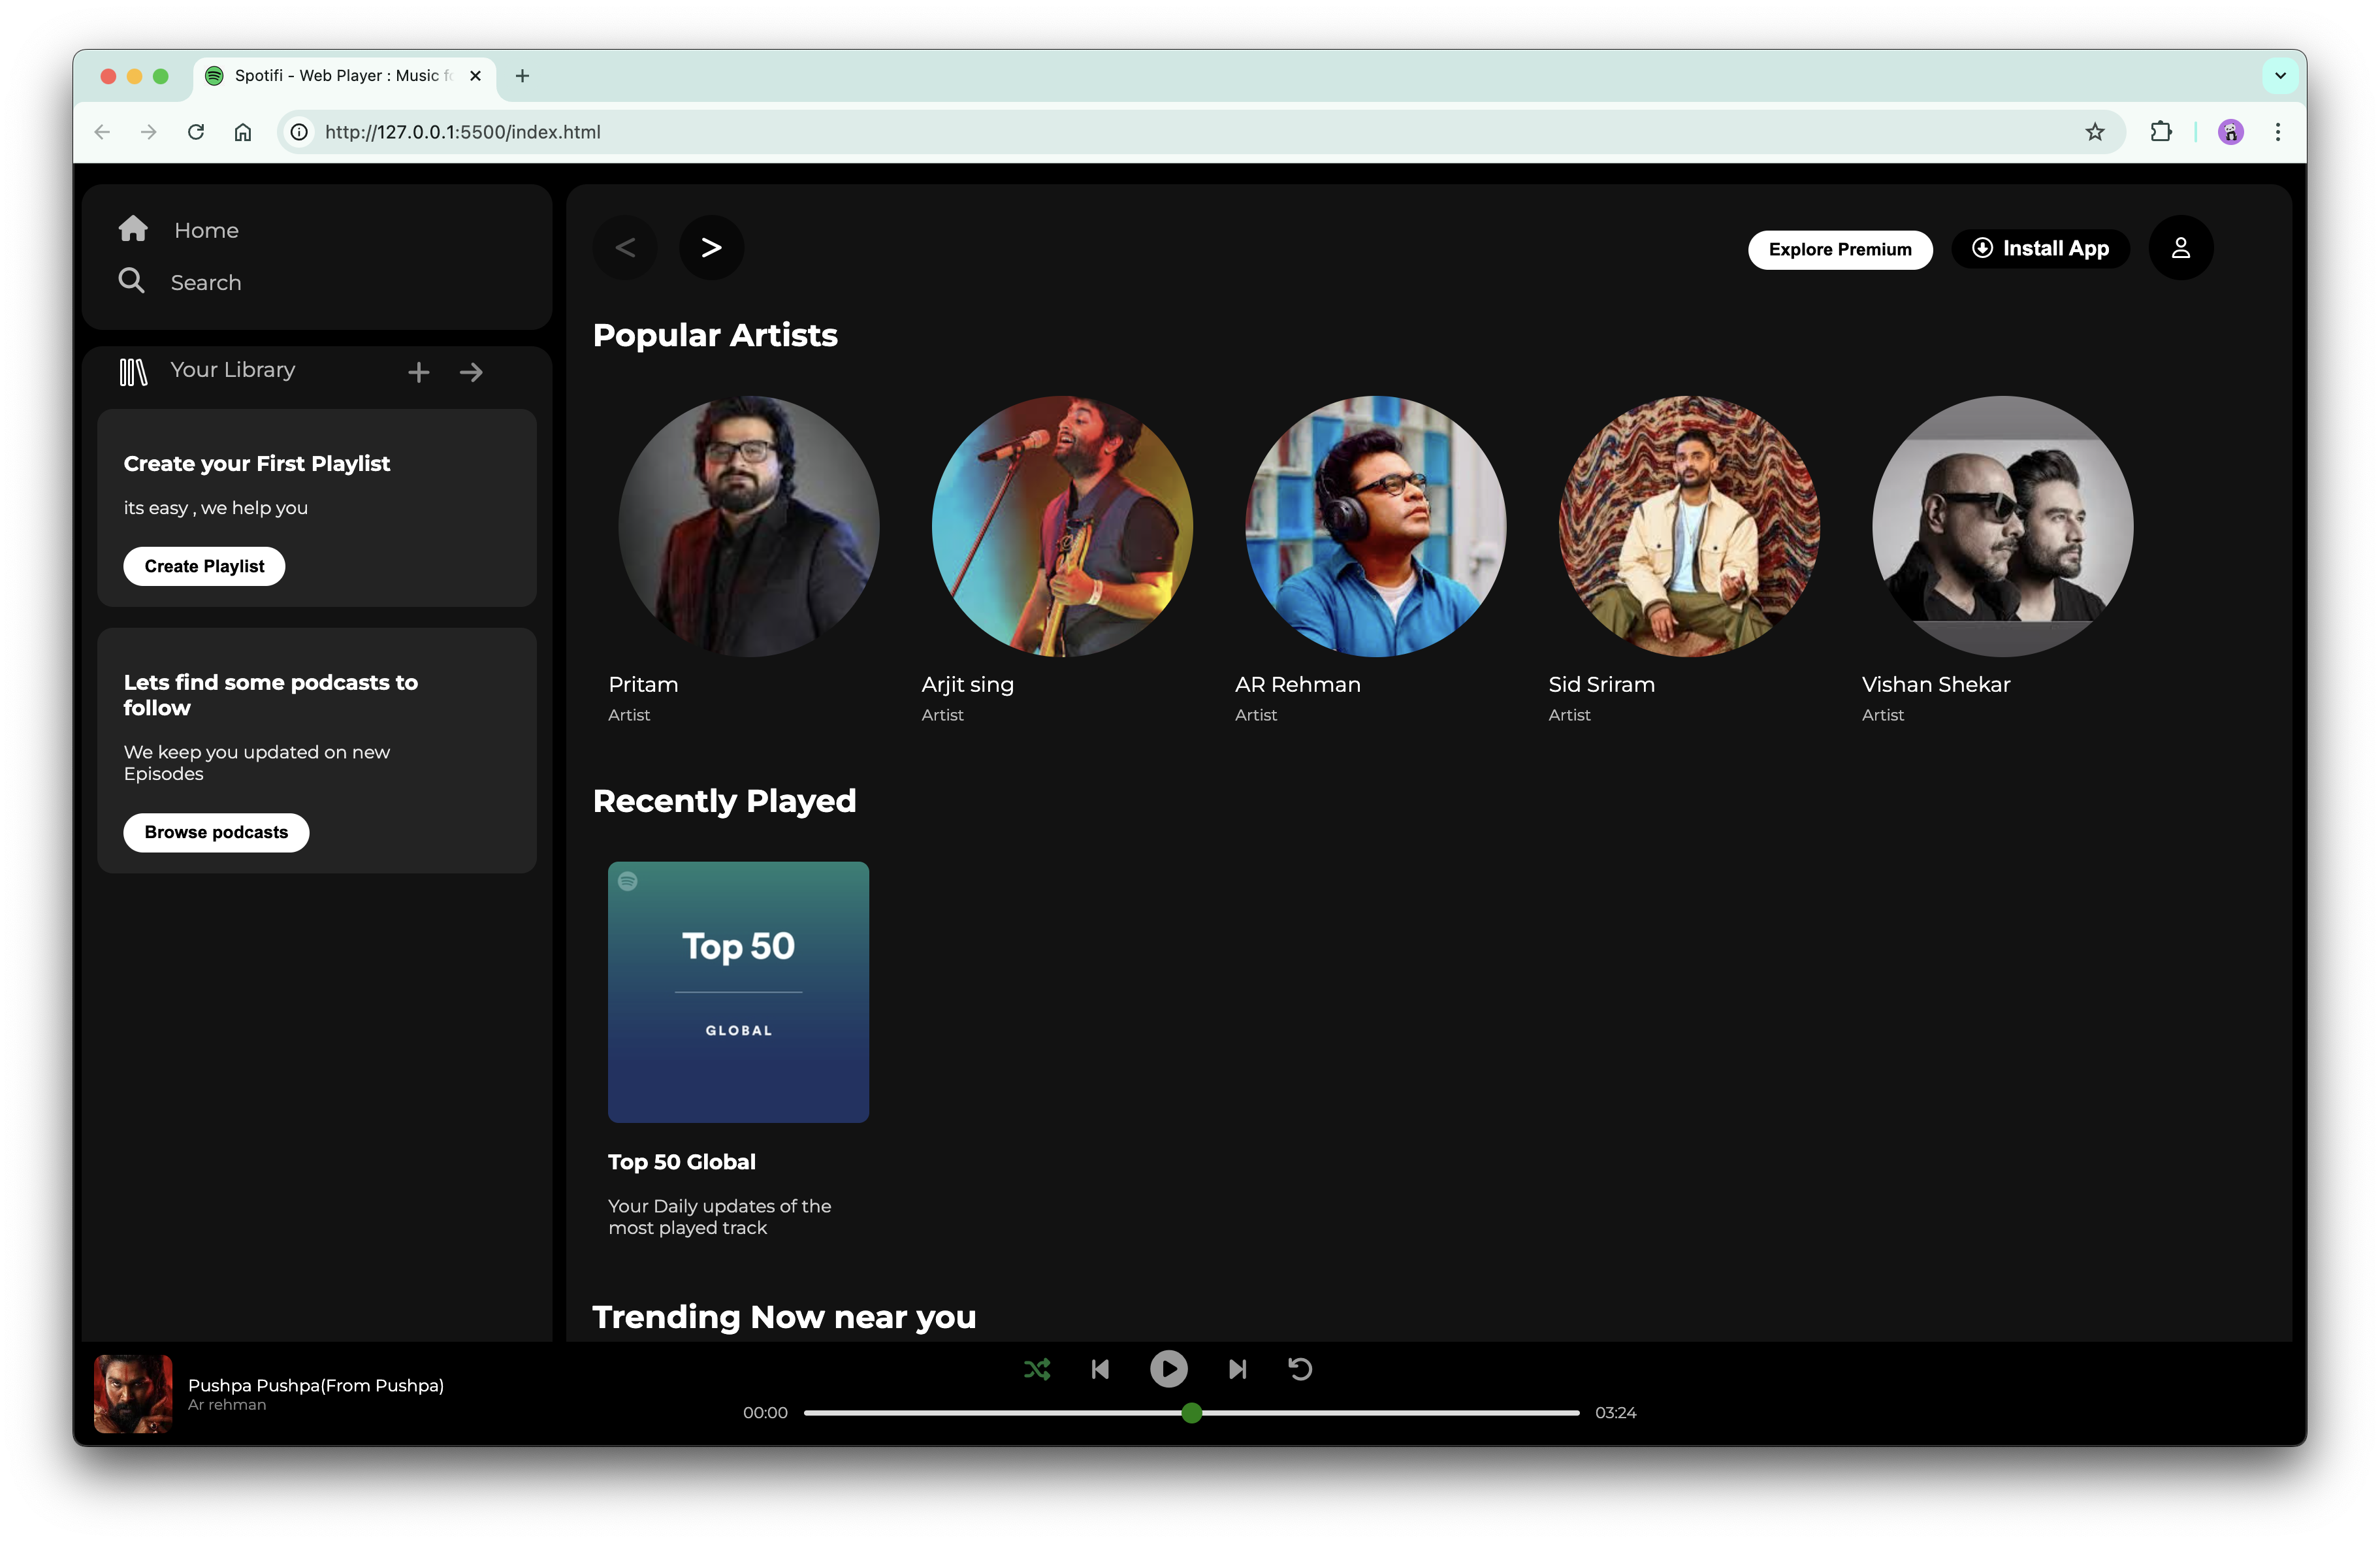 Spotifi - Web Player : Music fo
http://127.0.0.1:5500/index.html
Home
Search
Your Library
Create your First Playlist
its easy , we help you
Create Playlist
Lets find some podcasts to
follow
We keep you updated on new
Episodes
Browse podcasts
< >
Explore Premium
Install App
Popular Artists
Pritam
Artist
Arjit sing
Artist
AR Rehman
Artist
Sid Sriram
Artist
Vishan Shekar
Artist
Recently Played
Top 50
GLOBAL
Top 50 Global
Your Daily updates of the
most played track
Trending Now near you
Pushpa Pushpa(From Pushpa)
Ar rehman
00:00
03:24